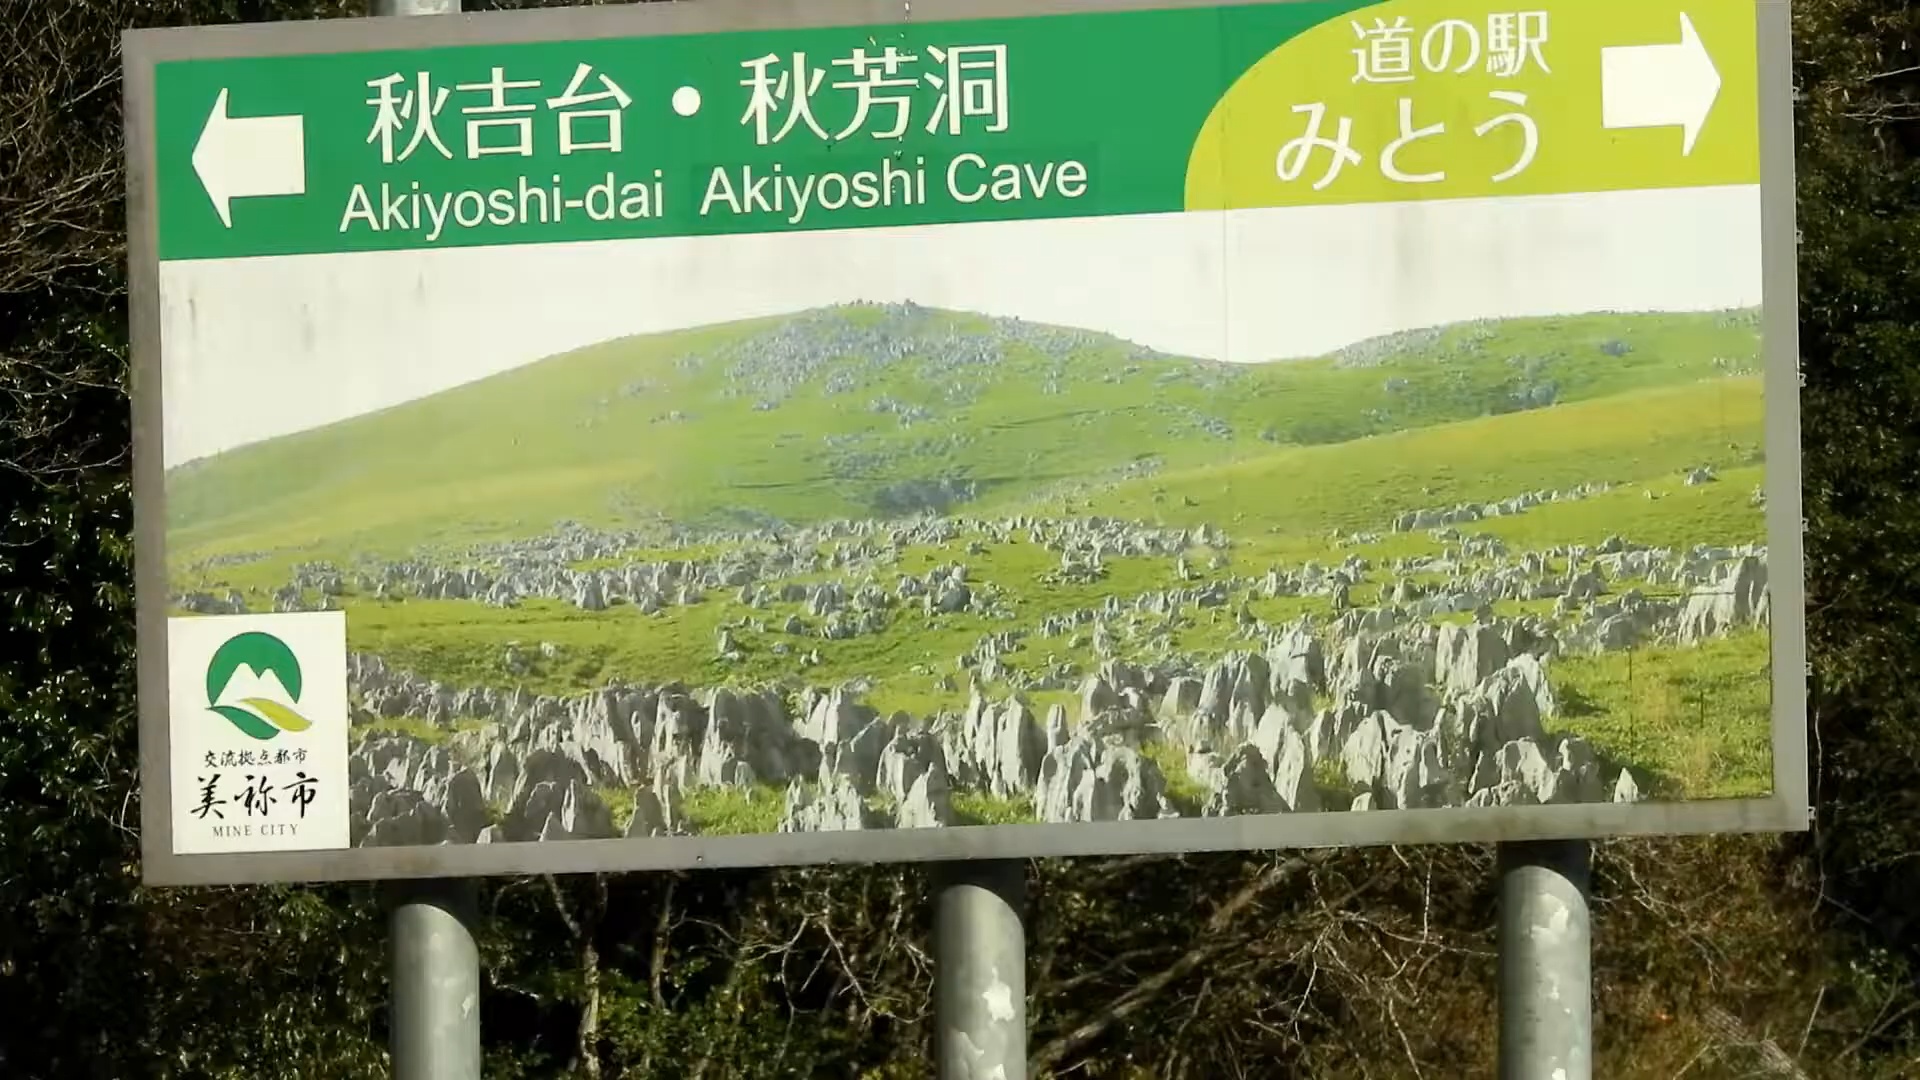 秋吉台・秋芳洞
Akiyoshi-dai Akiyoshi Cave
道の駅
みとう
交流拠点都市
美祢市
MINE CITY